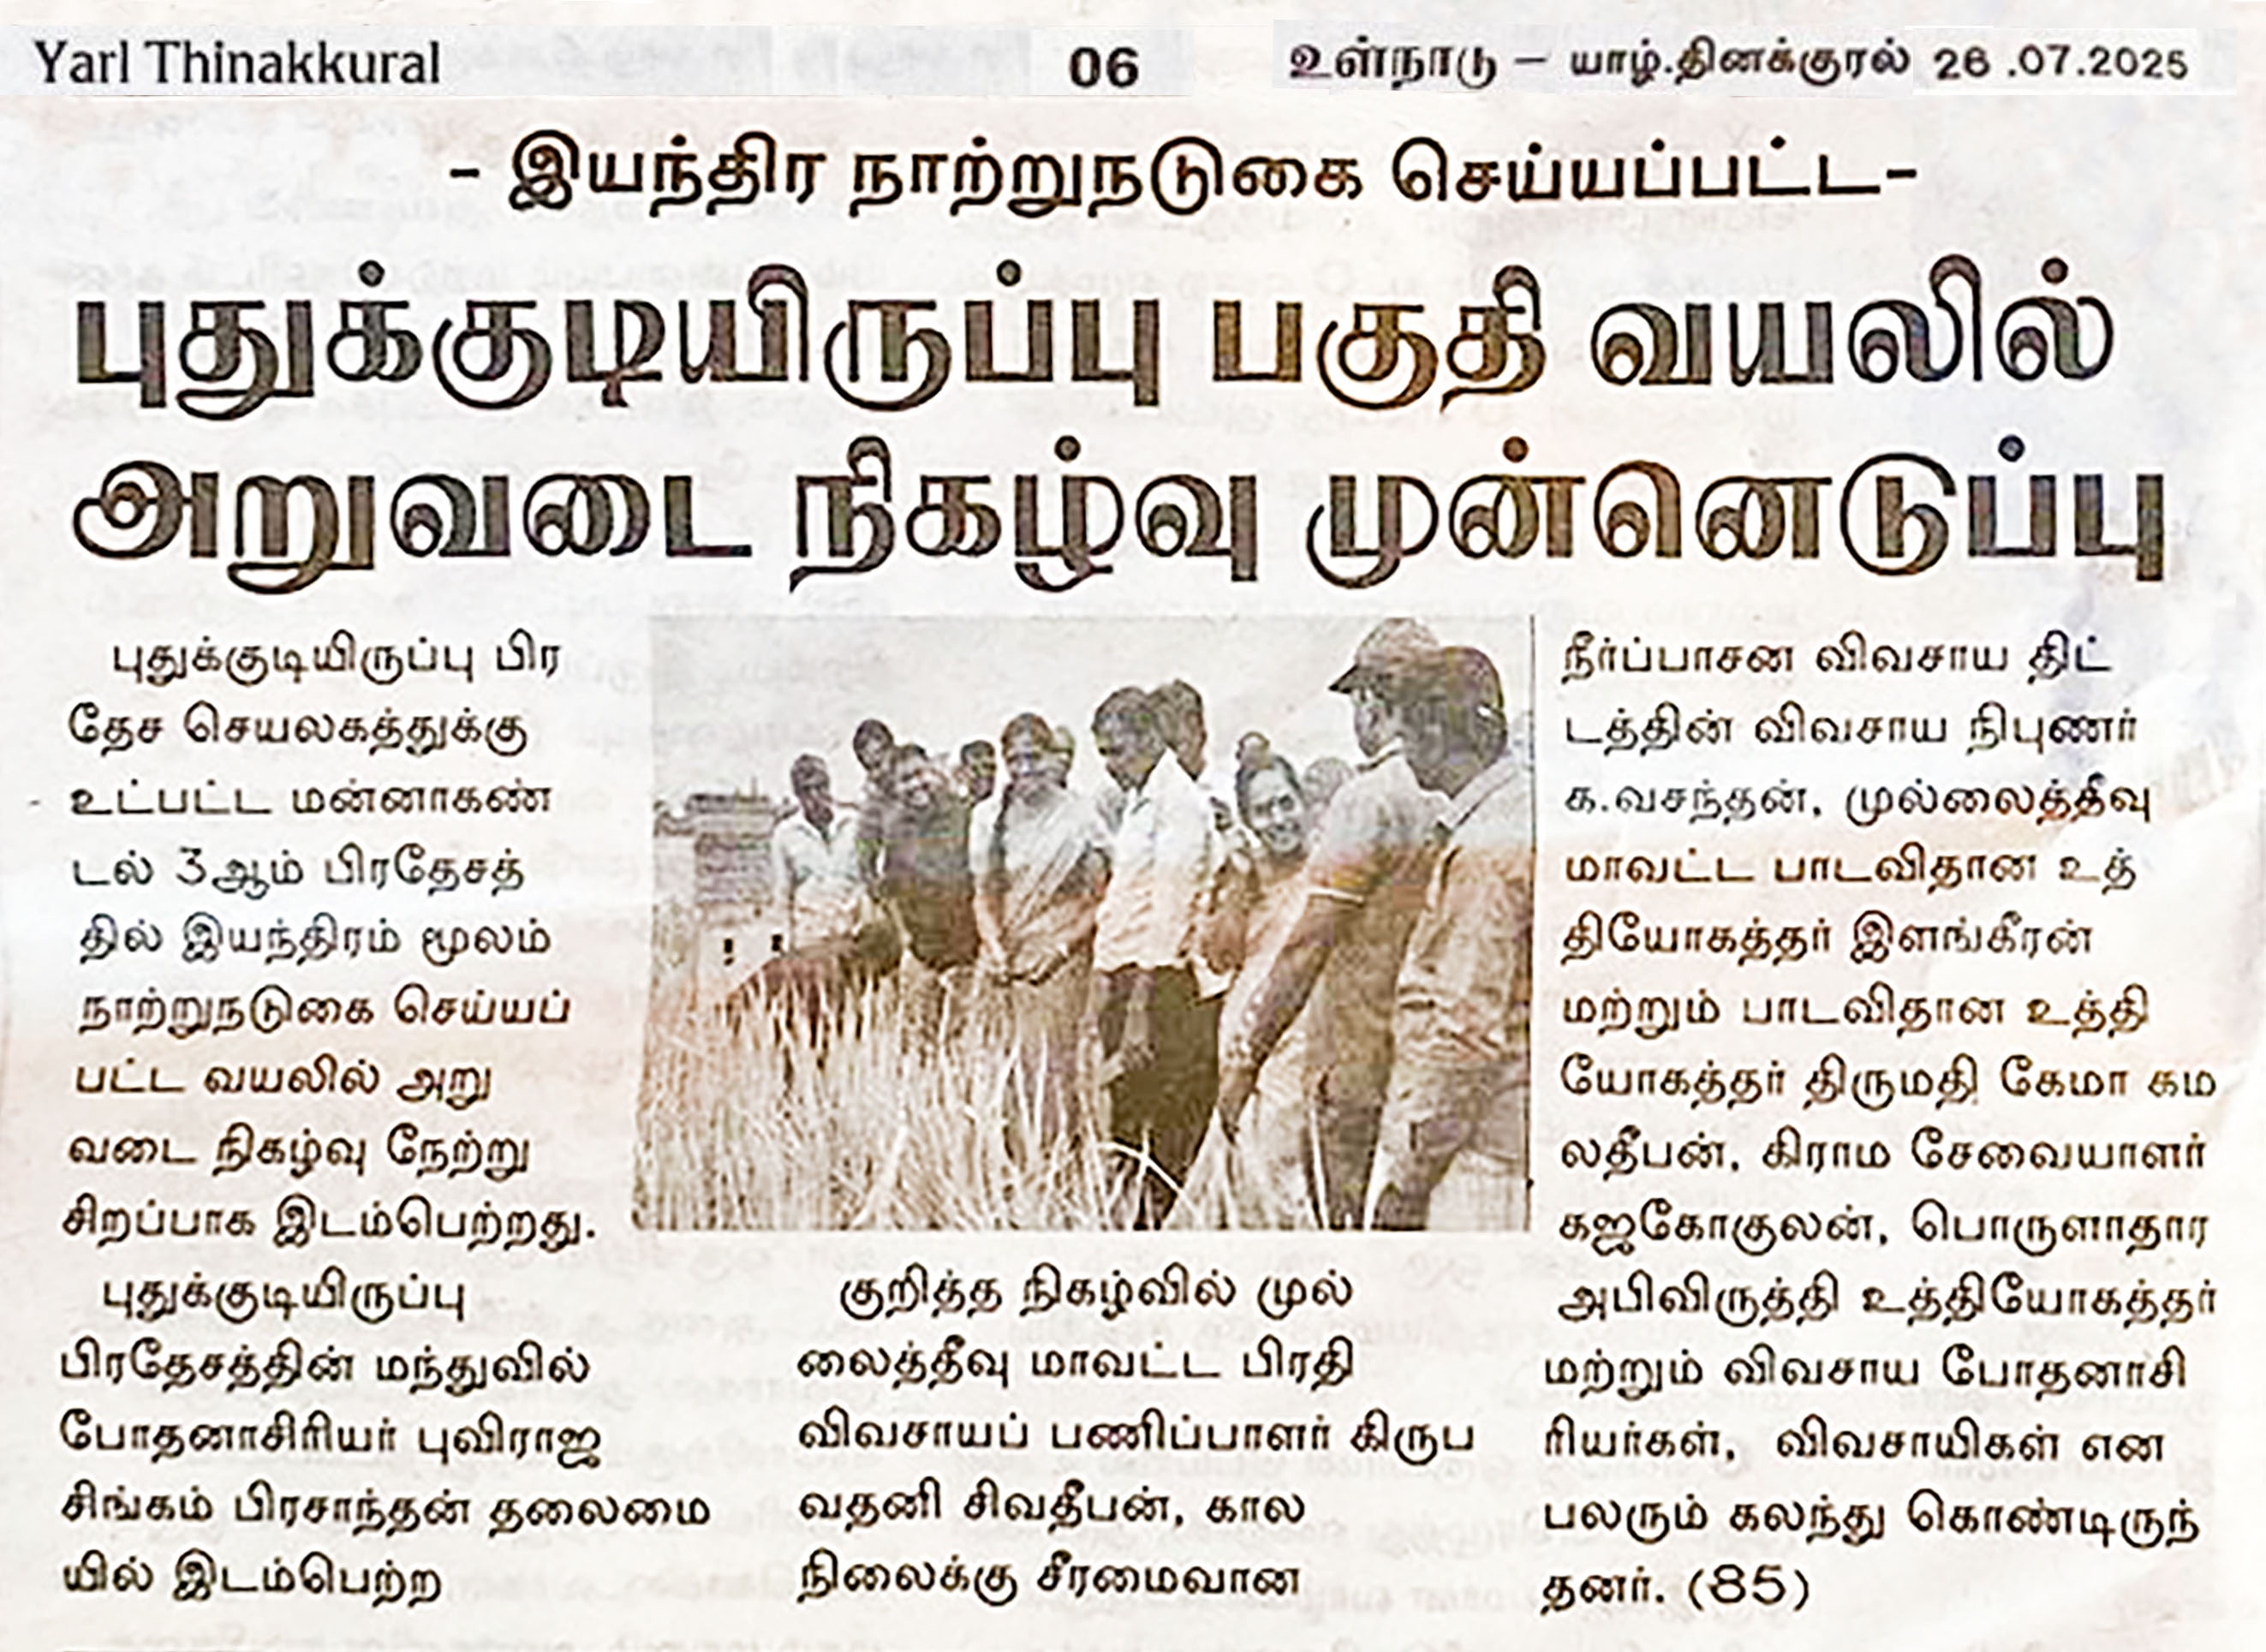 Yarl Thinakkural
06
உள்நாடு – யாழ்.தினக்குரல் 26 .07.2025
- இயந்திர நாற்றுநடுகை செய்யப்பட்ட-
புதுக்குடியிருப்பு பகுதி வயலில்
அறுவடை நிகழ்வு முன்னெடுப்பு
புதுக்குடியிருப்பு பிர
தேச செயலகத்துக்கு
உட்பட்ட மன்னாகண்
டல் 3ஆம் பிரதேசத்
தில் இயந்திரம் மூலம்
நாற்றுநடுகை செய்யப்
பட்ட வயலில் அறு
வடை நிகழ்வு நேற்று
சிறப்பாக இடம்பெற்றது.
புதுக்குடியிருப்பு
பிரதேசத்தின் மந்துவில்
போதனாசிரியர் புவிராஜ
சிங்கம் பிரசாந்தன் தலைமை
யில் இடம்பெற்ற
குறித்த நிகழ்வில் முல்
லைத்தீவு மாவட்ட பிரதி
விவசாயப் பணிப்பாளர் கிருப
வதனி சிவதீபன், கால
நிலைக்கு சீரமைவான
நீர்ப்பாசன விவசாய திட்
டத்தின் விவசாய நிபுணர்
க.வசந்தன், முல்லைத்தீவு
மாவட்ட பாடவிதான உத்
தியோகத்தர் இளங்கீரன்
மற்றும் பாடவிதான உத்தி
யோகத்தர் திருமதி கேமா கம
லதீபன், கிராம சேவையாளர்
கஜகோகுலன், பொருளாதார
அபிவிருத்தி உத்தியோகத்தர்
மற்றும் விவசாய போதனாசி
ரியர்கள், விவசாயிகள் என
பலரும் கலந்து கொண்டிருந்
தனர். (85)